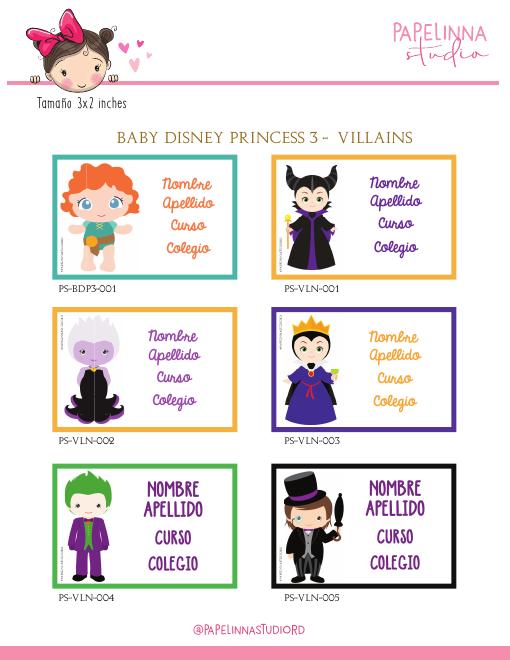 PAPELINNA
studio
Tamaño 3x2 inches
BABY DISNEY PRINCESS 3 - VILLAINS
Nombre
Apellido
Curso
Colegio
PS-BDP3-001
Nombre
Apellido
Curso
Colegio
PS-VLN-001
Nombre
Apellido
Curso
Colegio
PS-VLN-002
Nombre
Apellido
Curso
Colegio
PS-VLN-003
NOMBRE
APELLIDO
CURSO
COLEGIO
PS-VLN-004
NOMBRE
APELLIDO
CURSO
COLEGIO
PS-VLN-005
@PAPELINNASTUDIORD